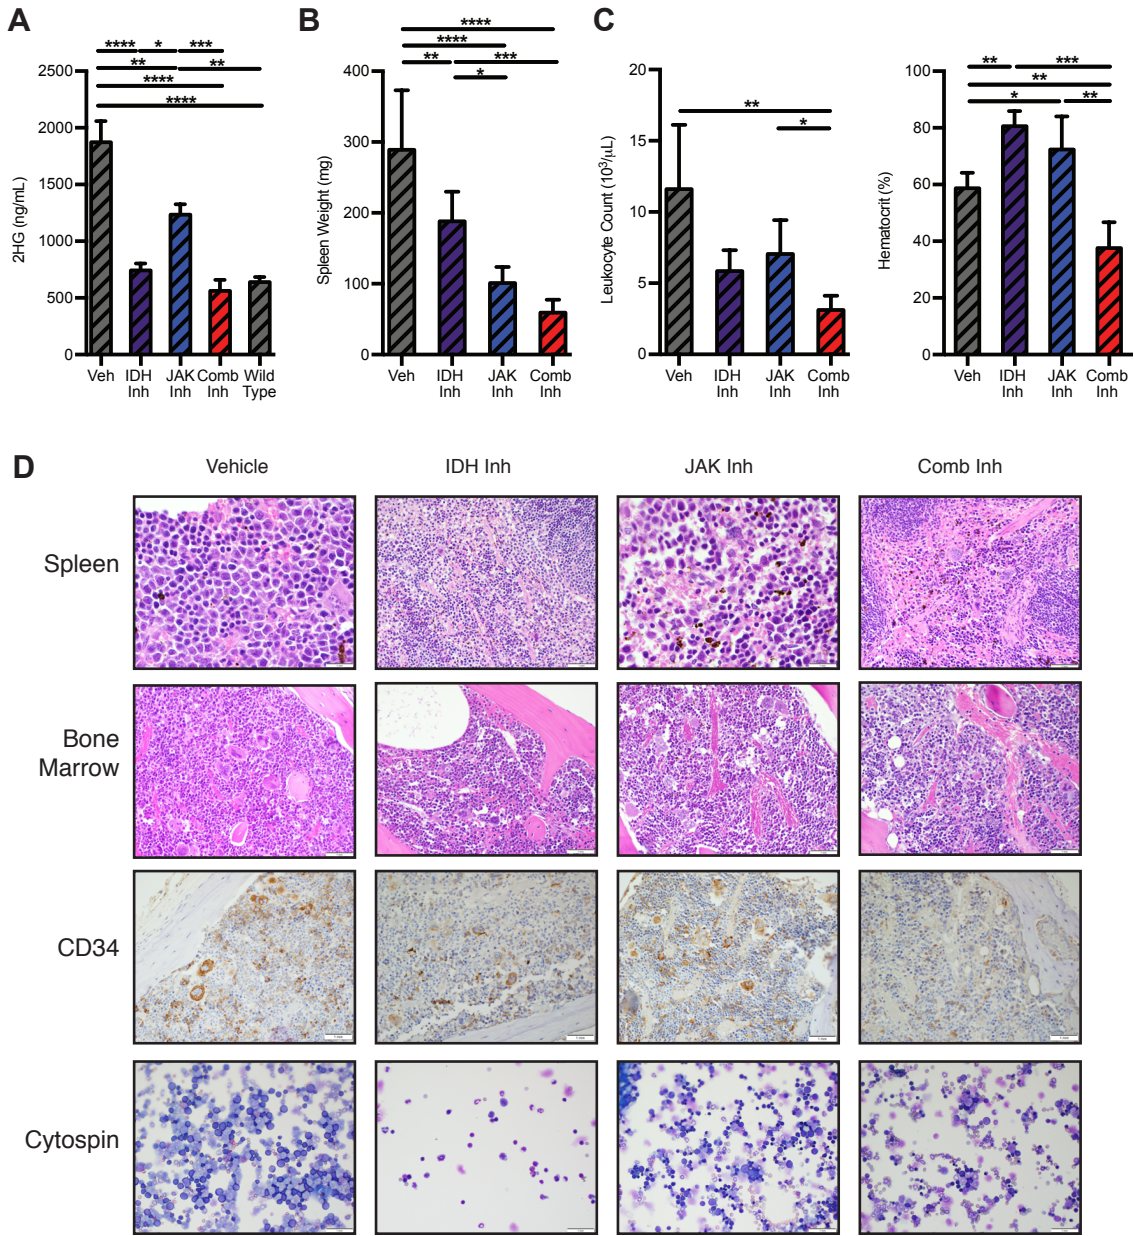 A
****
*
***
**
**
****
****
2HG (ng/mL)
2500
2000
1500
1000
500
0
Veh
IDH
Inh
JAK
Inh
Comb
Inh
Wild
Type
B
****
****
**
***
*
Spleen Weight (mg)
400
300
200
100
0
Veh
IDH
Inh
JAK
Inh
Comb
Inh
C
**
*
Leukocyte Count (10³/μL)
20
15
10
5
0
Veh
IDH
Inh
JAK
Inh
Comb
Inh
**
***
**
*
**
Hematocrit (%)
100
80
60
40
20
0
Veh
IDH
Inh
JAK
Inh
Comb
Inh
D
Vehicle
IDH Inh
JAK Inh
Comb Inh
Spleen
Bone
Marrow
CD34
Cytospin